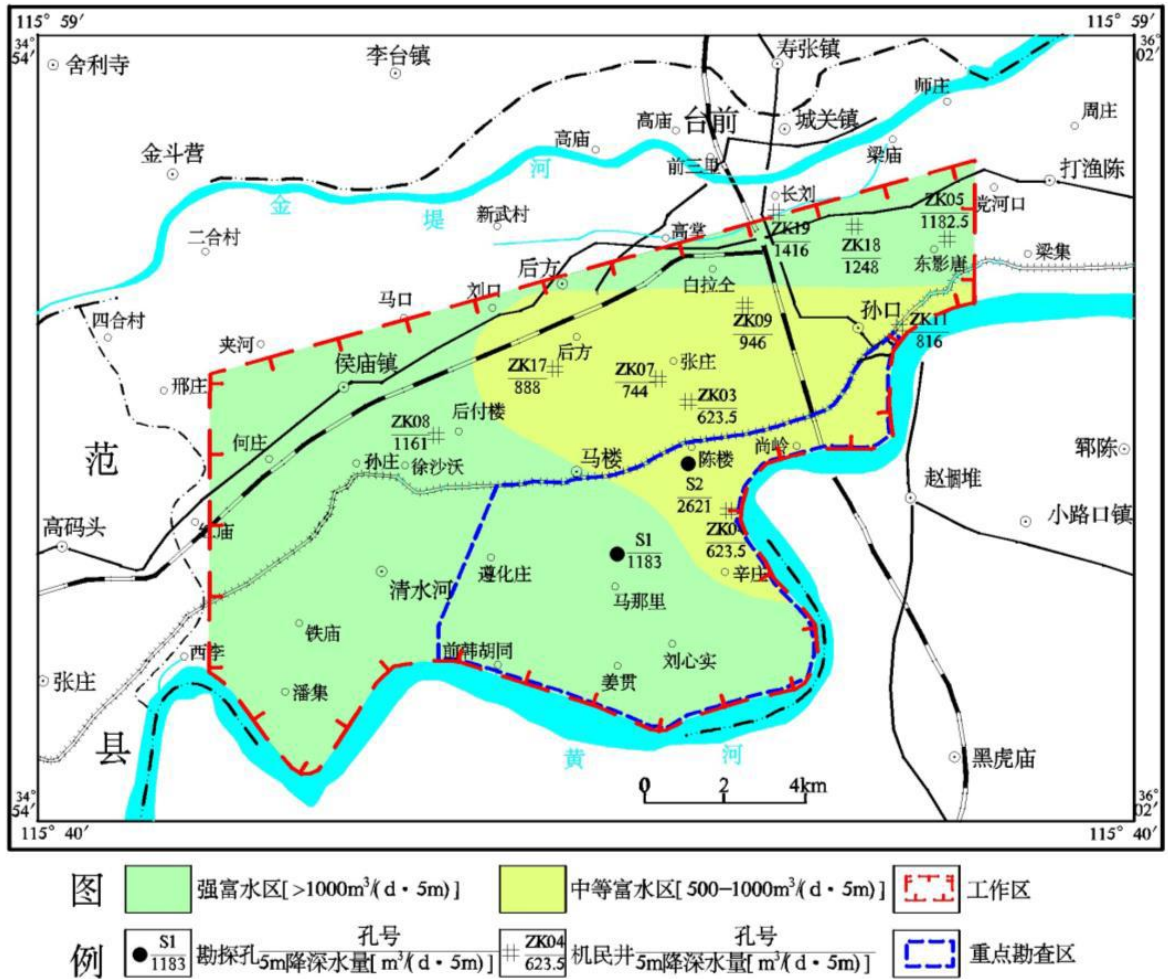 115° 59′
115° 59′
34°
54′
36°
02′
舍利寺
李台镇
寿张镇
师庄
周庄
台前
城关镇
高庙
高庙
金斗营
前三里
梁庙
打渔陈
河
金
堤
新武村
长刘
ZK05
1182.5
党河口
二合村
高堂
ZK19
1416
ZK18
1248
东影唐
梁集
后方
白拉仝
马口
刘口
孙口
ZK11
816
四合村
ZK09
946
夹河
后方
侯庙镇
ZK17
888
ZK07
744
张庄
邢庄
ZK03
623.5
ZK08
1161
后付楼
范
何庄
孙庄
徐沙沃
马楼
陈楼
尚岭
郓陈
S2
2621
赵堌堆
高码头
庙
ZK04
623.5
小路口镇
S1
1183
遵化庄
辛庄
清水河
马那里
铁庙
西李
前韩胡同
刘心实
张庄
潘集
姜贯
县
黄
河
黑虎庙
0 2 4km
34°
54′
36°
02′
115° 40′
115° 40′
图
强富水区[>1000m³/(d·5m)]
中等富水区[500-1000m³/(d·5m)]
工作区
例
S1
1183
勘探孔
孔号
5m降深水量[m³/(d·5m)]
ZK04
623.5
机民井
孔号
5m降深水量[m³/(d·5m)]
重点勘查区